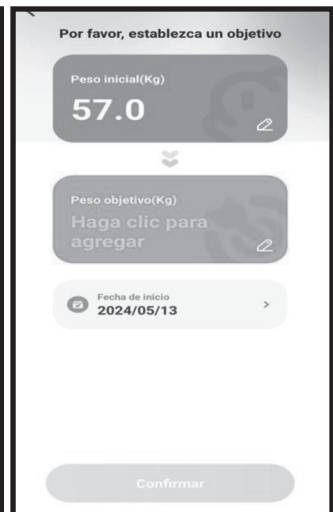 Por favor, establezca un objetivo
Peso inicial(Kg)
57.0
Peso objetivo(Kg)
Haga clic para
agregar
Fecha de inicio
2024/05/13
Confirmar